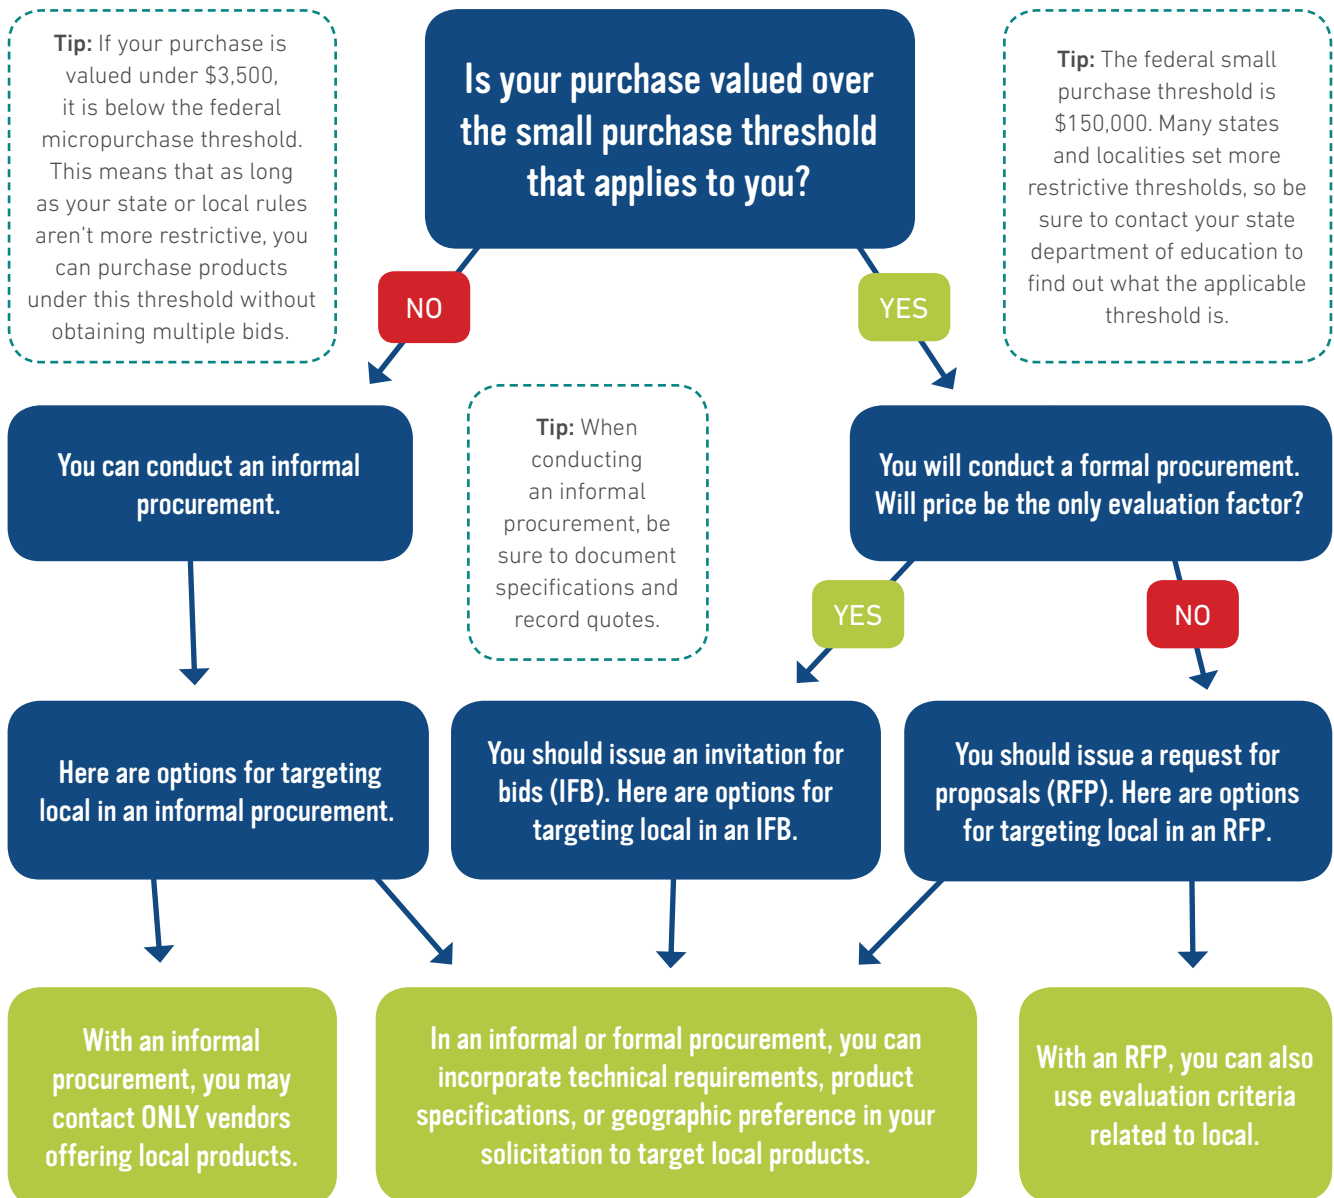 Tip: If your purchase is
valued under $3,500,
it is below the federal
micropurchase threshold.
This means that as long
as your state or local rules
aren't more restrictive, you
can purchase products
under this threshold without
obtaining multiple bids.
Is your purchase valued over
the small purchase threshold
that applies to you?
Tip: The federal small
purchase threshold is
$150,000. Many states
and localities set more
restrictive thresholds, so be
sure to contact your state
department of education to
find out what the applicable
threshold is.
NO
YES
You can conduct an informal
procurement.
Tip: When
conducting
an informal
procurement, be
sure to document
specifications and
record quotes.
You will conduct a formal procurement.
Will price be the only evaluation factor?
YES
NO
Here are options for targeting
local in an informal procurement.
You should issue an invitation for
bids (IFB). Here are options for
targeting local in an IFB.
You should issue a request for
proposals (RFP). Here are options
for targeting local in an RFP.
With an informal
procurement, you may
contact ONLY vendors
offering local products.
In an informal or formal procurement, you can
incorporate technical requirements, product
specifications, or geographic preference in your
solicitation to target local products.
With an RFP, you can also
use evaluation criteria
related to local.